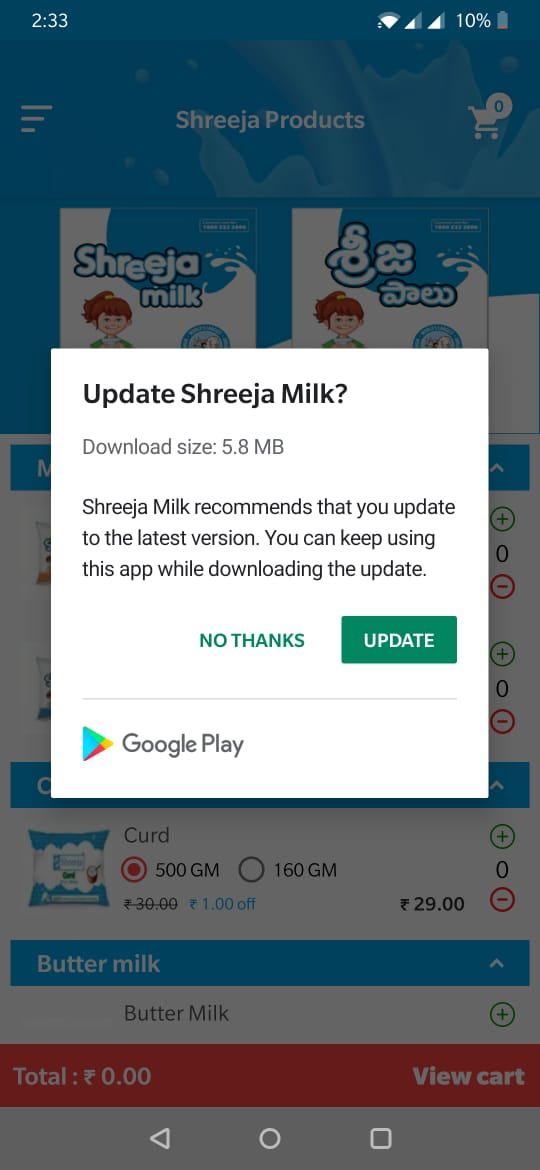 2:33
10%
Shreeja Products
0
Shreeja
milk
శ్రీజ
పాలు
Update Shreeja Milk?
Download size: 5.8 MB
Shreeja Milk recommends that you update
to the latest version. You can keep using
this app while downloading the update.
NO THANKS
UPDATE
Google Play
M
0
0
C
Curd
500 GM
160 GM
0
₹ 30.00
₹ 1.00 off
₹ 29.00
Butter milk
Butter Milk
Total : ₹ 0.00
View cart